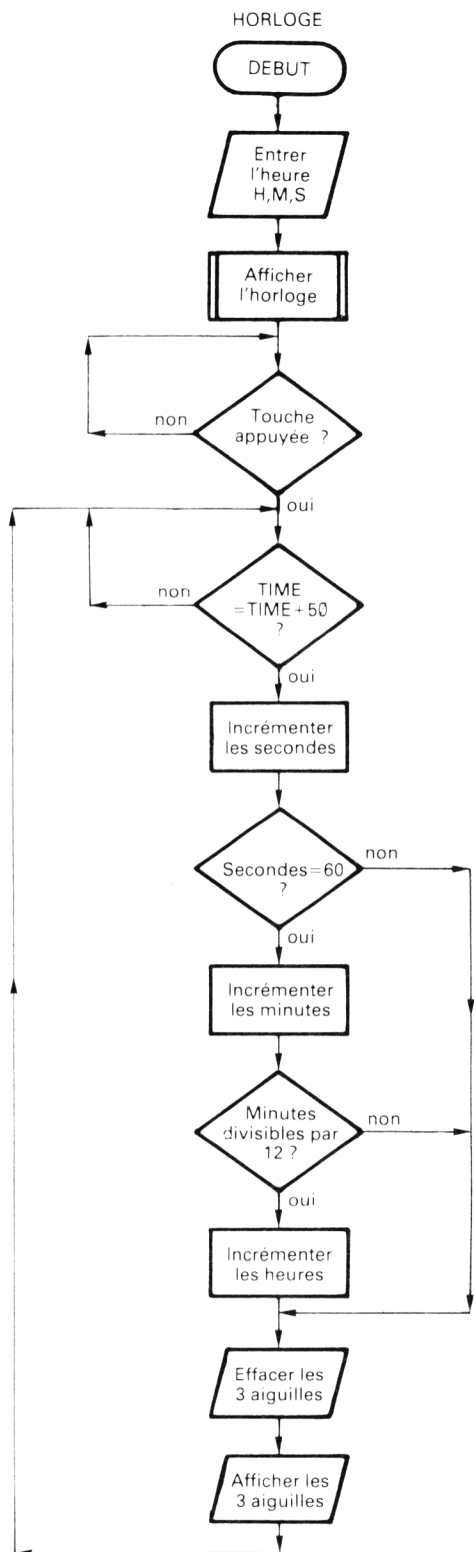 HORLOGE
DEBUT
Entrer
l'heure
H,M,S
Afficher
l'horloge
Touche
appuyée ?
non
oui
TIME
=TIME+50
?
non
oui
Incrémenter
les secondes
Secondes=60
?
non
oui
Incrémenter
les minutes
Minutes
divisibles par
12 ?
non
oui
Incrémenter
les heures
Effacer les
3 aiguilles
Afficher les
3 aiguilles